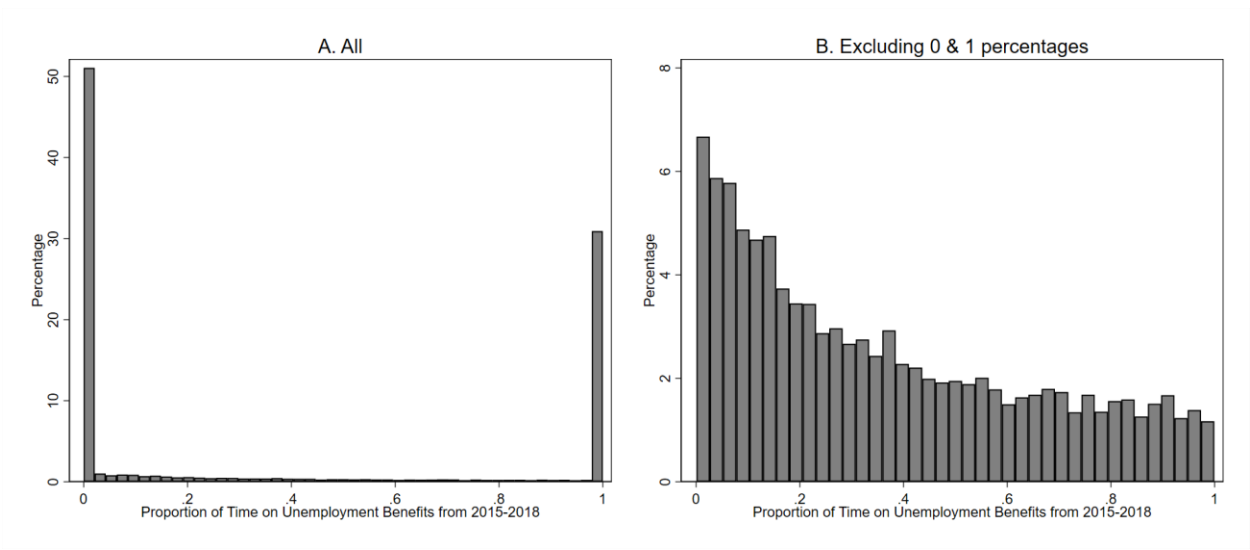 A. All
Percentage
50
40
30
20
10
0
0 .2 .4 .6 .8 1
Proportion of Time on Unemployment Benefits from 2015-2018
B. Excluding 0 & 1 percentages
Percentage
8
6
4
2
0
0 .2 .4 .6 .8 1
Proportion of Time on Unemployment Benefits from 2015-2018